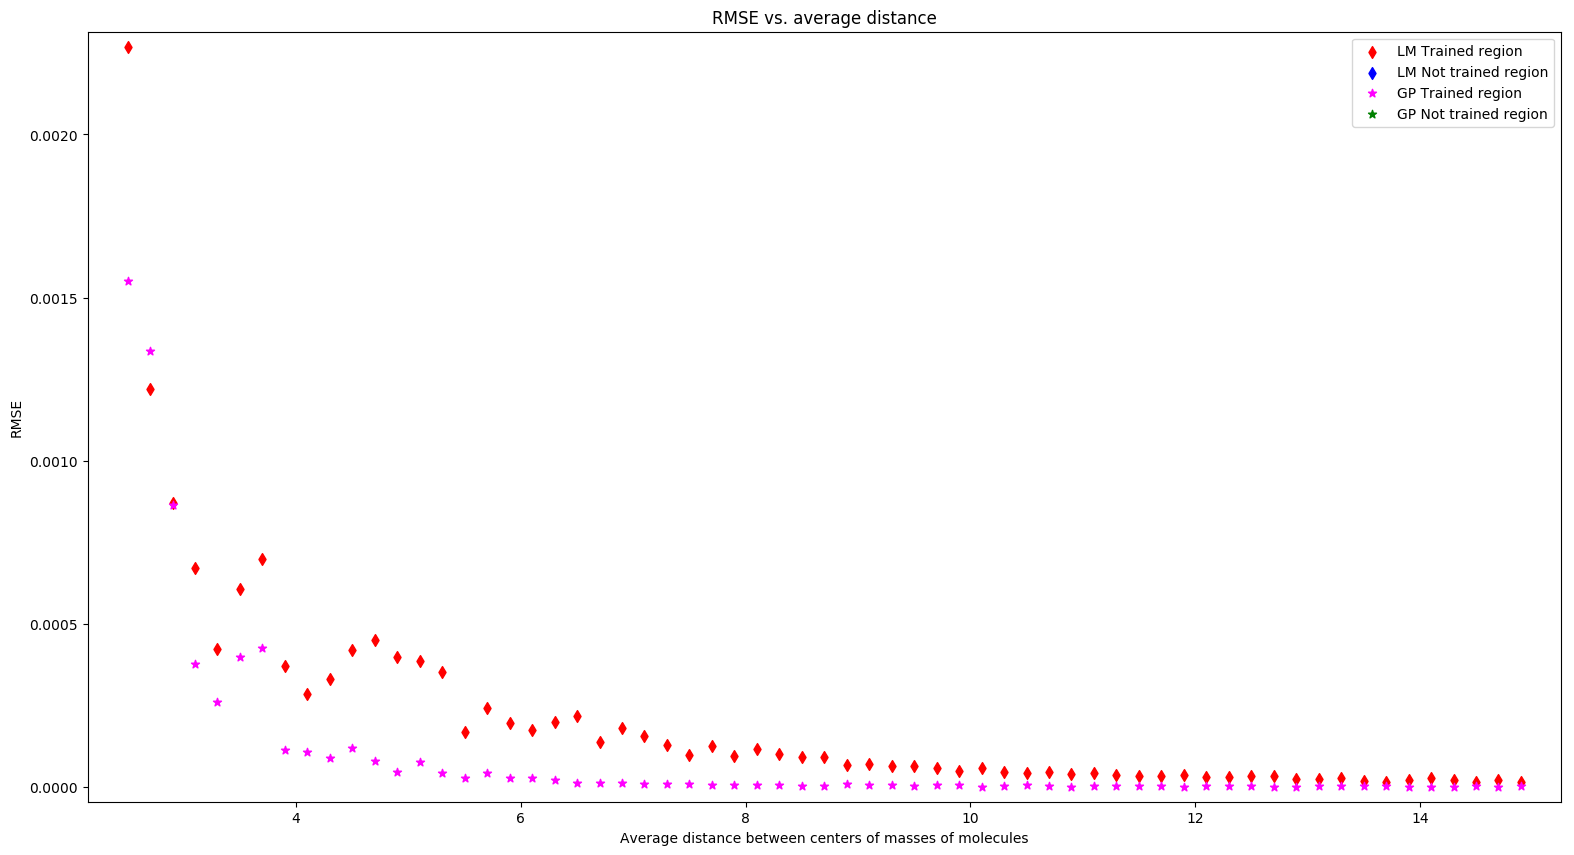 RMSE vs. average distance
LM Trained region
LM Not trained region
GP Trained region
GP Not trained region
0.0020
0.0015
0.0010
0.0005
0.0000
RMSE
4 6 8 10 12 14
Average distance between centers of masses of molecules